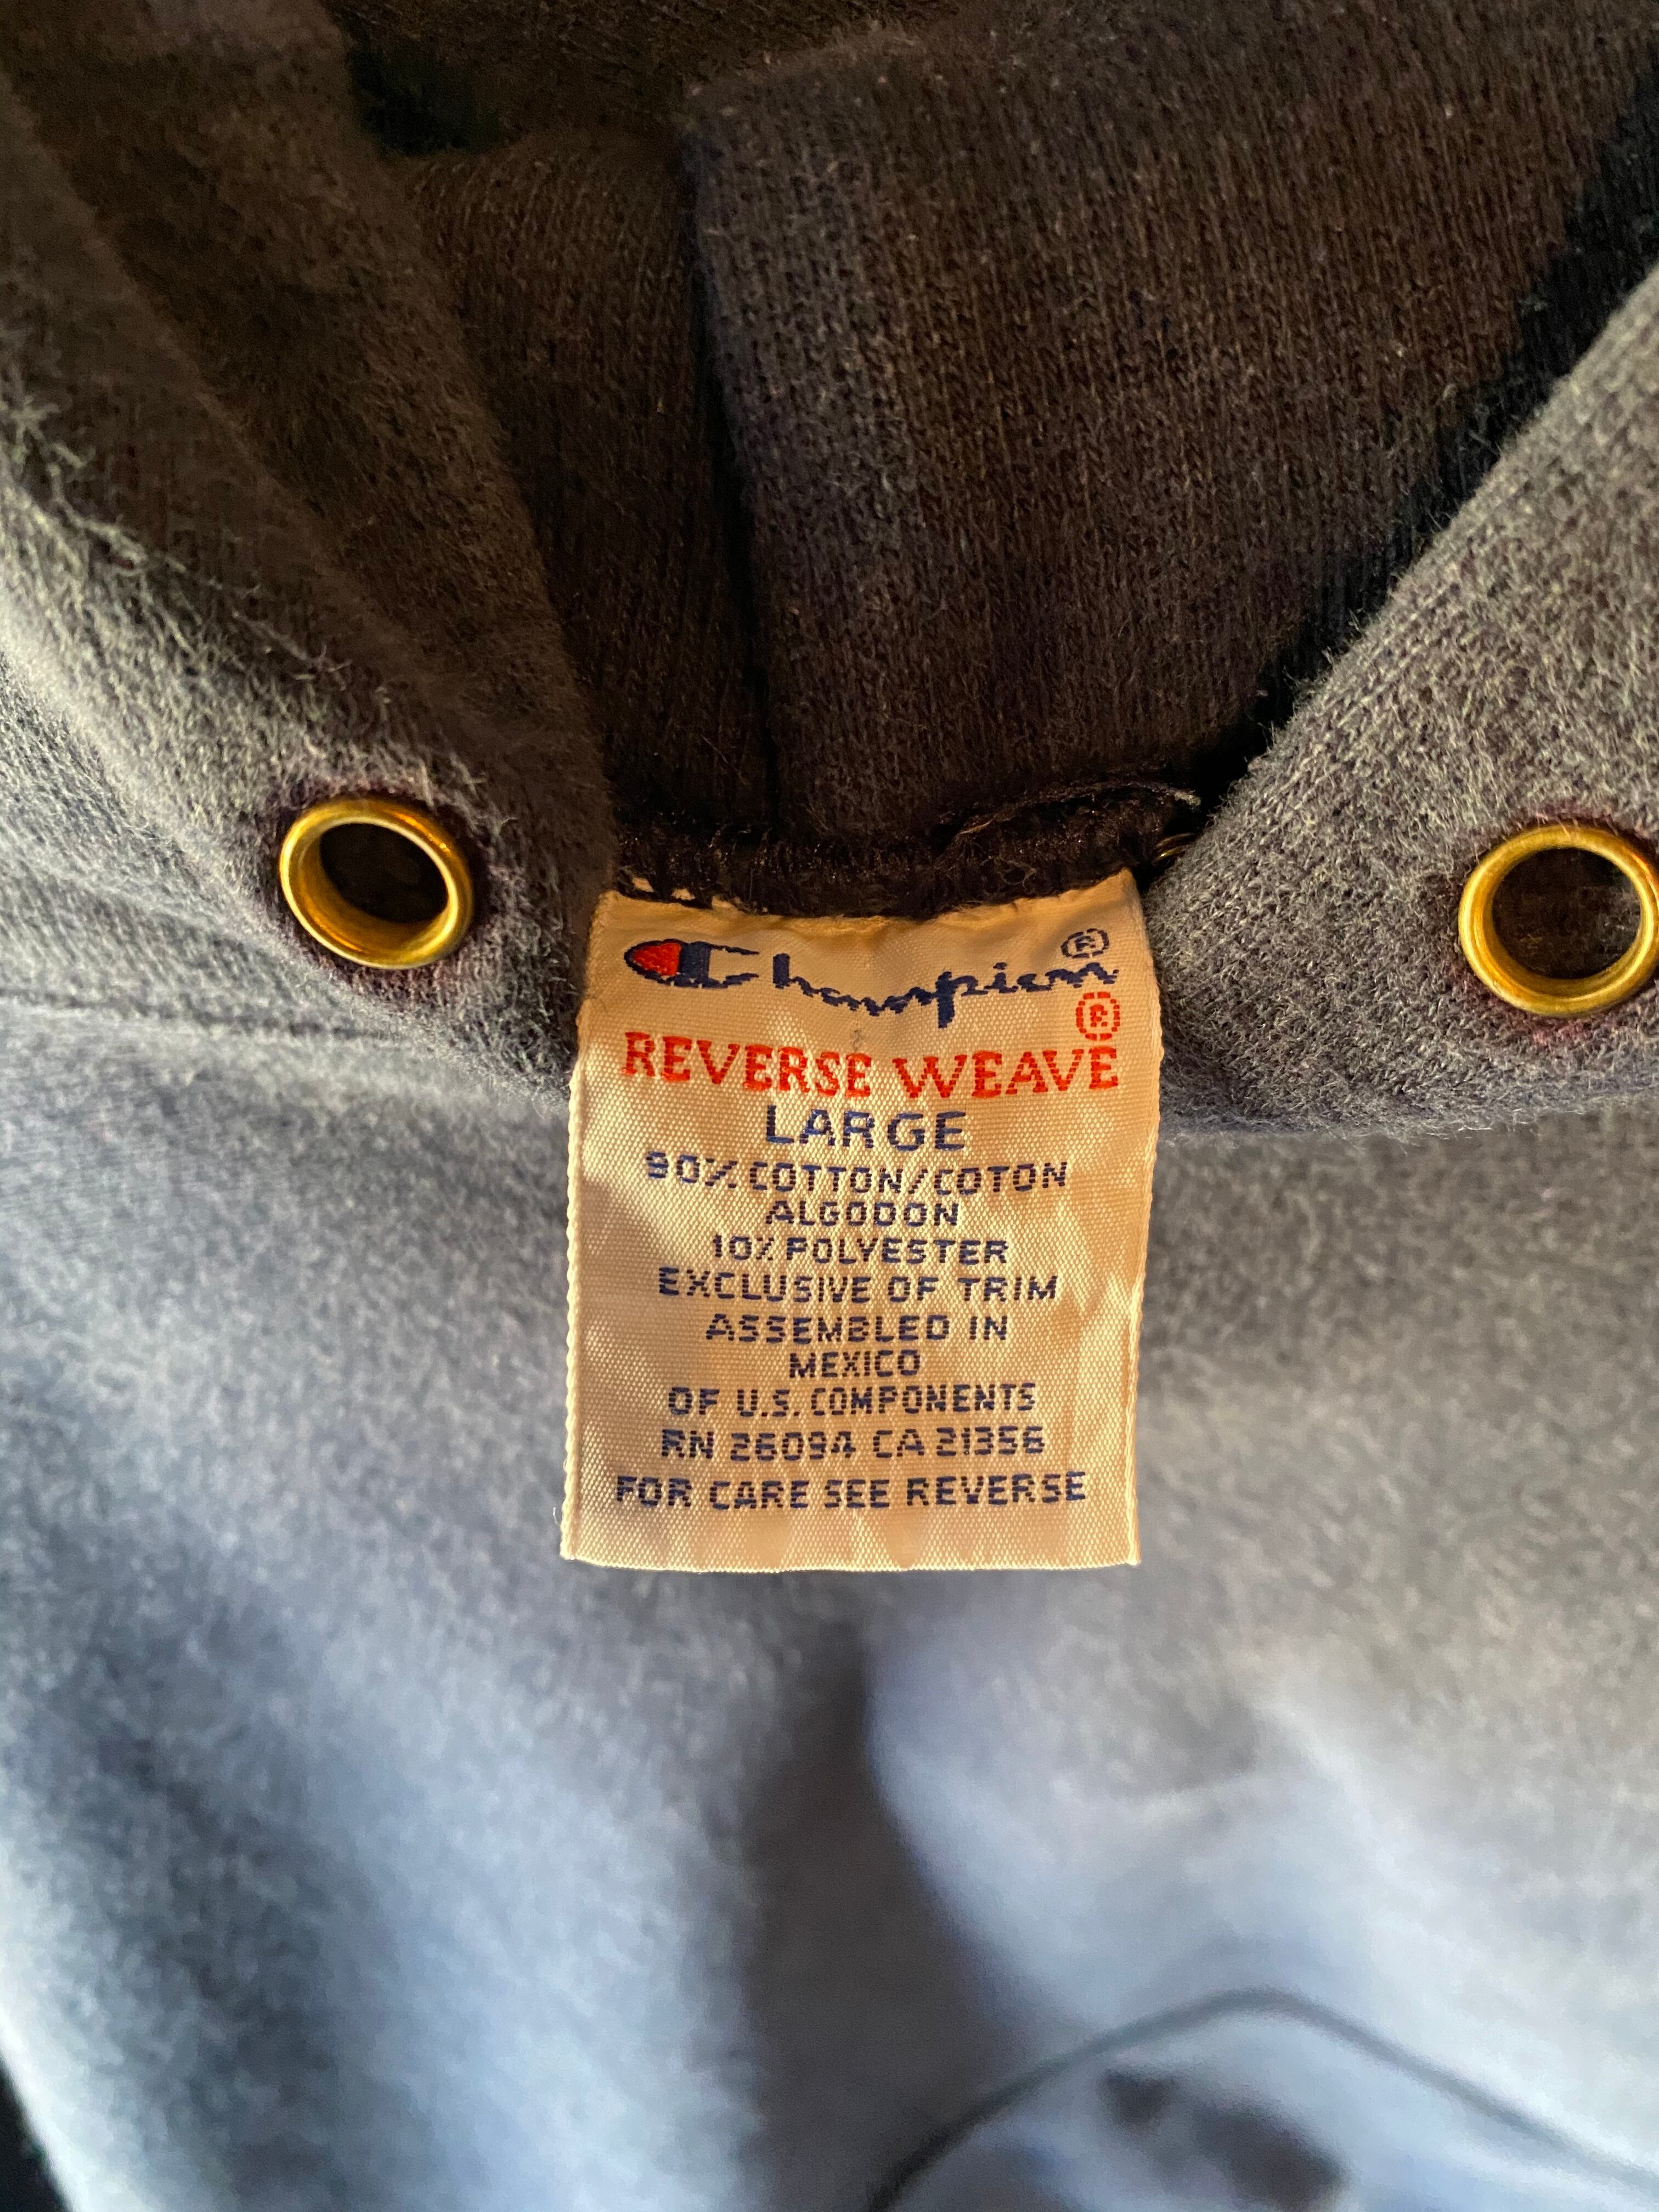 Champion®
®
REVERSE WEAVE
LARGE
90% COTTON/COTON
ALGODON
10% POLYESTER
EXCLUSIVE OF TRIM
ASSEMBLED IN
MEXICO
OF U.S. COMPONENTS
RN 26094 CA 21356
FOR CARE SEE REVERSE